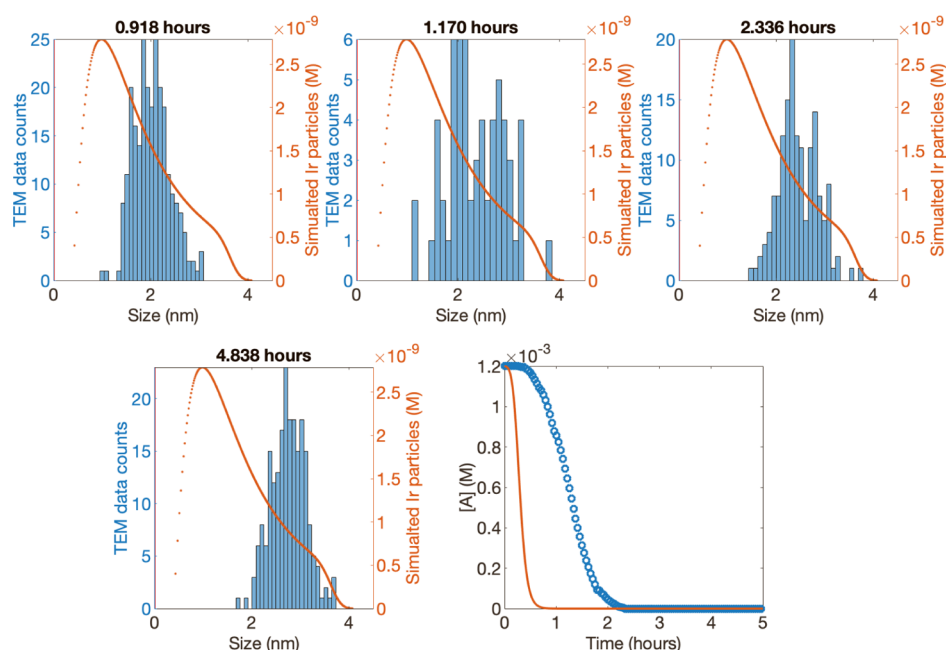 0.918 hours
×10⁻⁹
25
20
15
10
5
0
TEM data counts
2.5
2
1.5
1
0.5
0
Simualted Ir particles (M)
0 2 4
Size (nm)
1.170 hours
×10⁻⁹
6
5
4
3
2
1
0
TEM data counts
2.5
2
1.5
1
0.5
0
Simualted Ir particles (M)
0 2 4
Size (nm)
2.336 hours
×10⁻⁹
20
15
10
5
0
TEM data counts
2.5
2
1.5
1
0.5
0
Simualted Ir particles (M)
0 2 4
Size (nm)
4.838 hours
×10⁻⁹
20
15
10
5
0
TEM data counts
2.5
2
1.5
1
0.5
0
Simualted Ir particles (M)
0 2 4
Size (nm)
×10⁻³
1.2
1
0.8
0.6
0.4
0.2
0
[A] (M)
0 1 2 3 4 5
Time (hours)